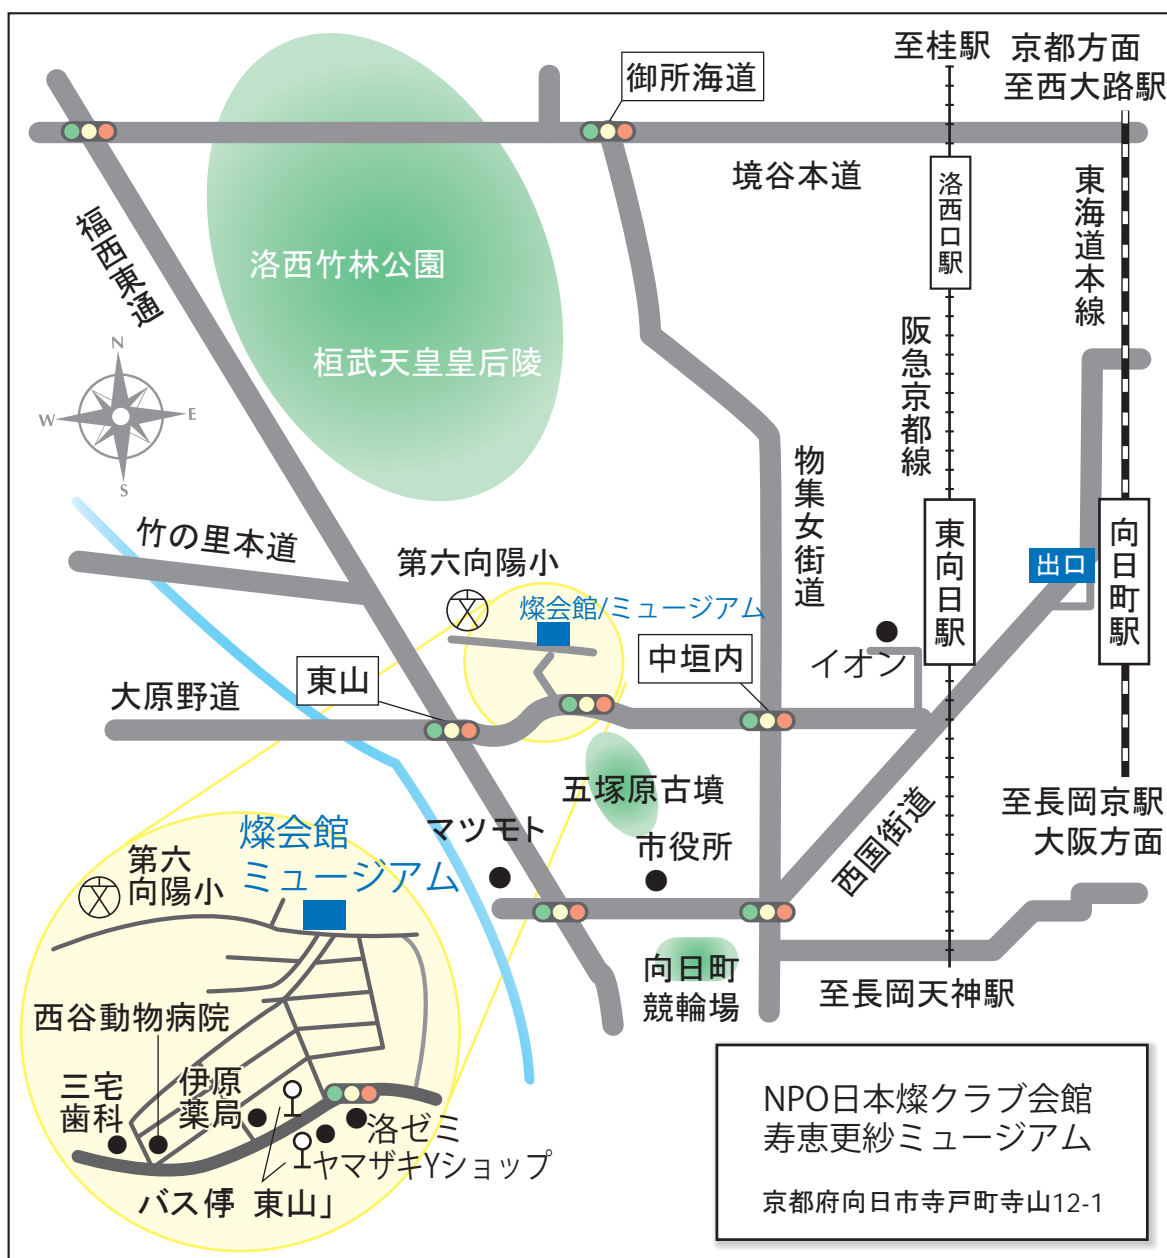 至桂駅
京都方面
至西大路駅
御所海道
境谷本道
洛西口駅
東海道本線
福西東通
洛西竹林公園
桓武天皇皇后陵
阪急京都線
N
W
E
S
物集女街道
竹の里本道
第六向陽小
燦会館/ミュージアム
東向日駅
出口
向日町駅
イオン
中垣内
東山
大原野道
五塚原古墳
マツモト
市役所
西国街道
至長岡京駅
大阪方面
向日町
競輪場
至長岡天神駅
燦会館
ミュージアム
第六
向陽小
西谷動物病院
三宅
歯科
伊原
薬局
洛ゼミ
ヤマザキYショップ
バス停「東山」
NPO日本燦クラブ会館
寿恵更紗ミュージアム
京都府向日市寺戸町寺山12-1